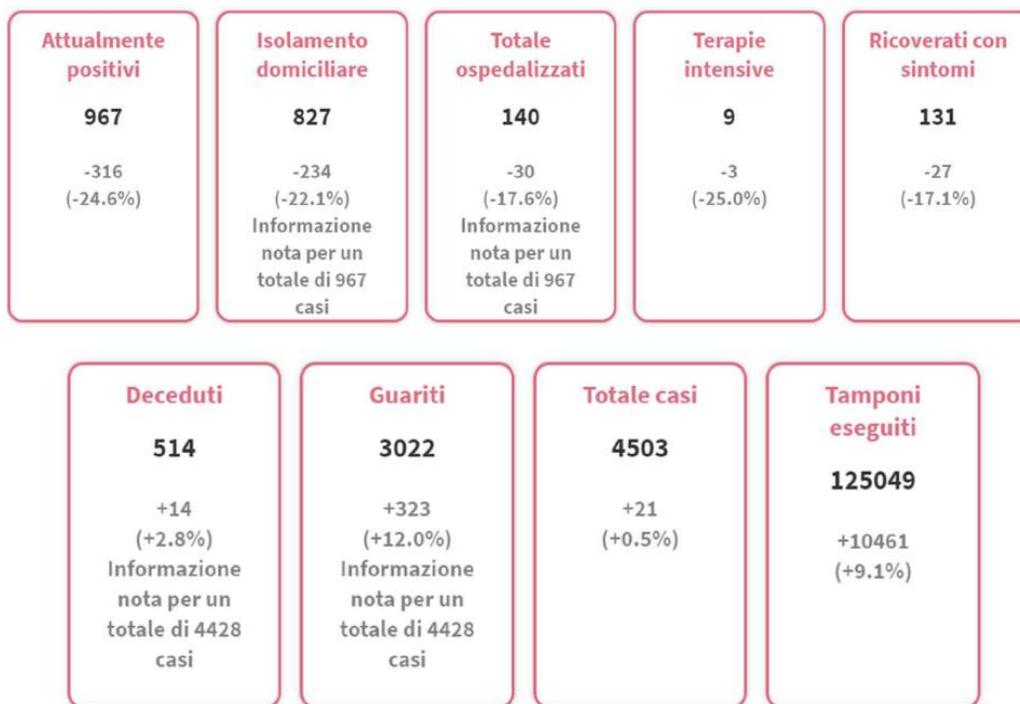 Attualmente
positivi
967
-316
(-24.6%)
Isolamento
domiciliare
827
-234
(-22.1%)
Informazione
nota per un
totale di 967
casi
Totale
ospedalizzati
140
-30
(-17.6%)
Informazione
nota per un
totale di 967
casi
Terapie
intensive
9
-3
(-25.0%)
Ricoverati con
sintomi
131
-27
(-17.1%)
Deceduti
514
+14
(+2.8%)
Informazione
nota per un
totale di 4428
casi
Guariti
3022
+323
(+12.0%)
Informazione
nota per un
totale di 4428
casi
Totale casi
4503
+21
(+0.5%)
Tamponi
eseguiti
125049
+10461
(+9.1%)